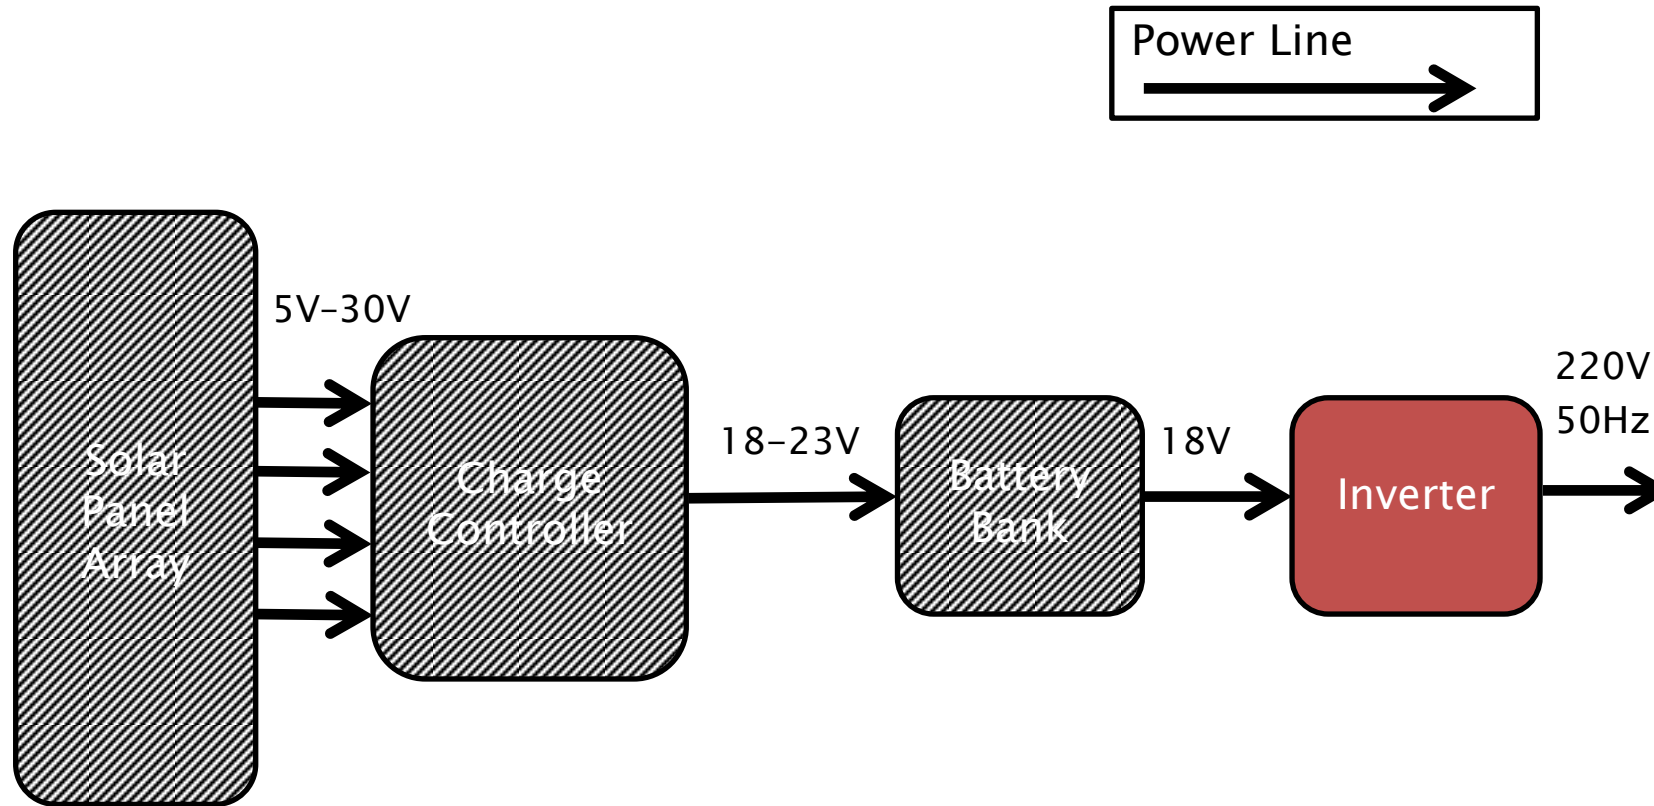 Power Line
5V–30V
Solar
Panel
Array
Charge
Controller
18–23V
Battery
Bank
18V
Inverter
220V
50Hz